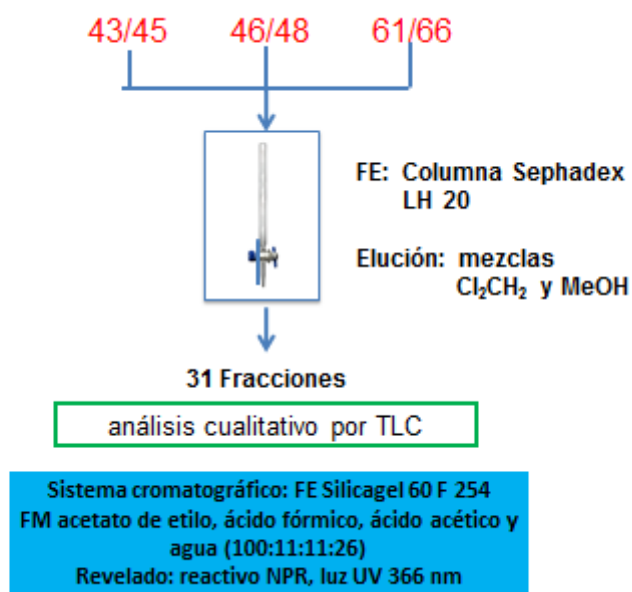 43/45 46/48 61/66
FE: Columna Sephadex
LH 20
Elución: mezclas
Cl₂CH₂ y MeOH
31 Fracciones
análisis cualitativo por TLC
Sistema cromatográfico: FE Silicagel 60 F 254
FM acetato de etilo, ácido fórmico, ácido acético y
agua (100:11:11:26)
Revelado: reactivo NPR, luz UV 366 nm